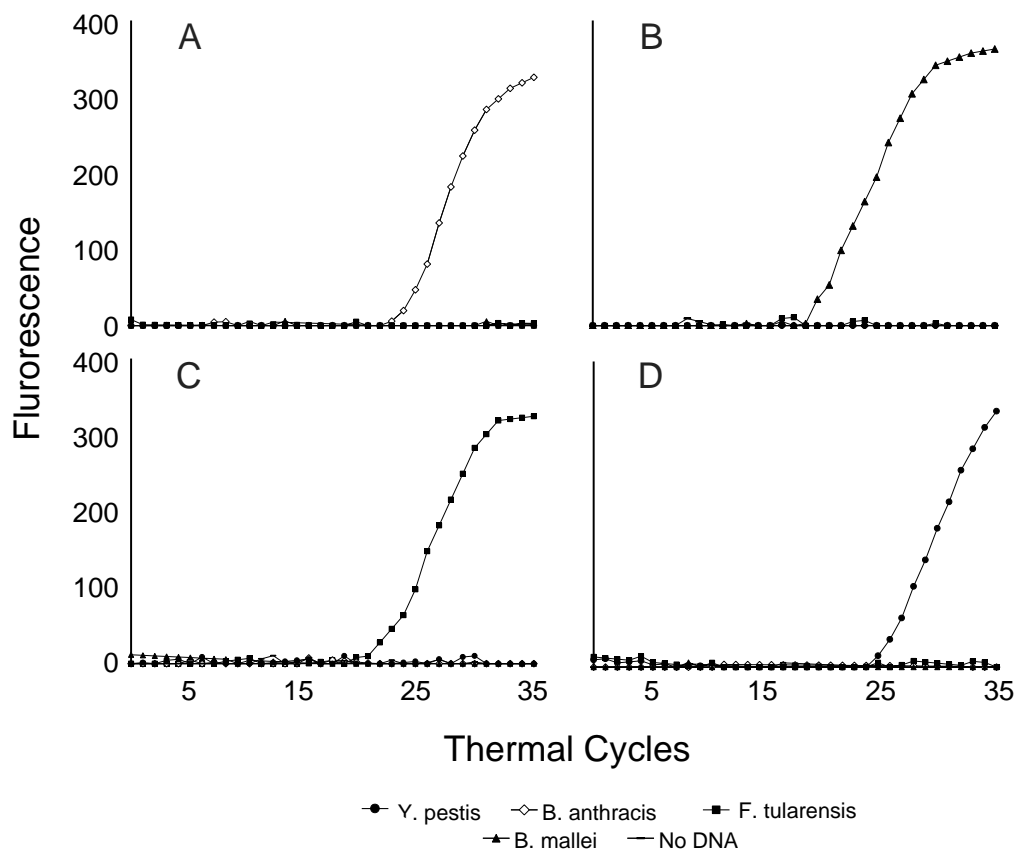 A
B
400
300
200
100
0
C
D
400
300
200
100
0
Flurorescence
5 15 25 35
5 15 25 35
Thermal Cycles
Y. pestis B. anthracis F. tularensis
B. mallei No DNA